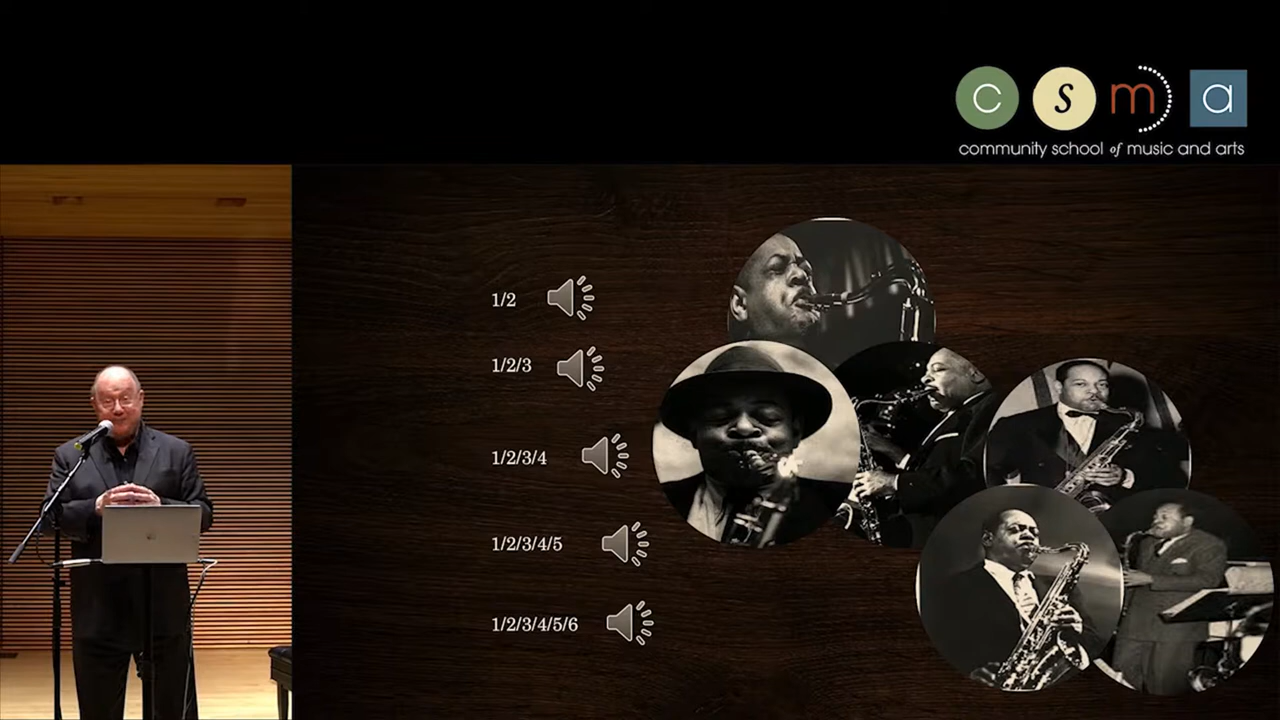 c s m a
community school of music and arts
1/2
1/2/3
1/2/3/4
1/2/3/4/5
1/2/3/4/5/6